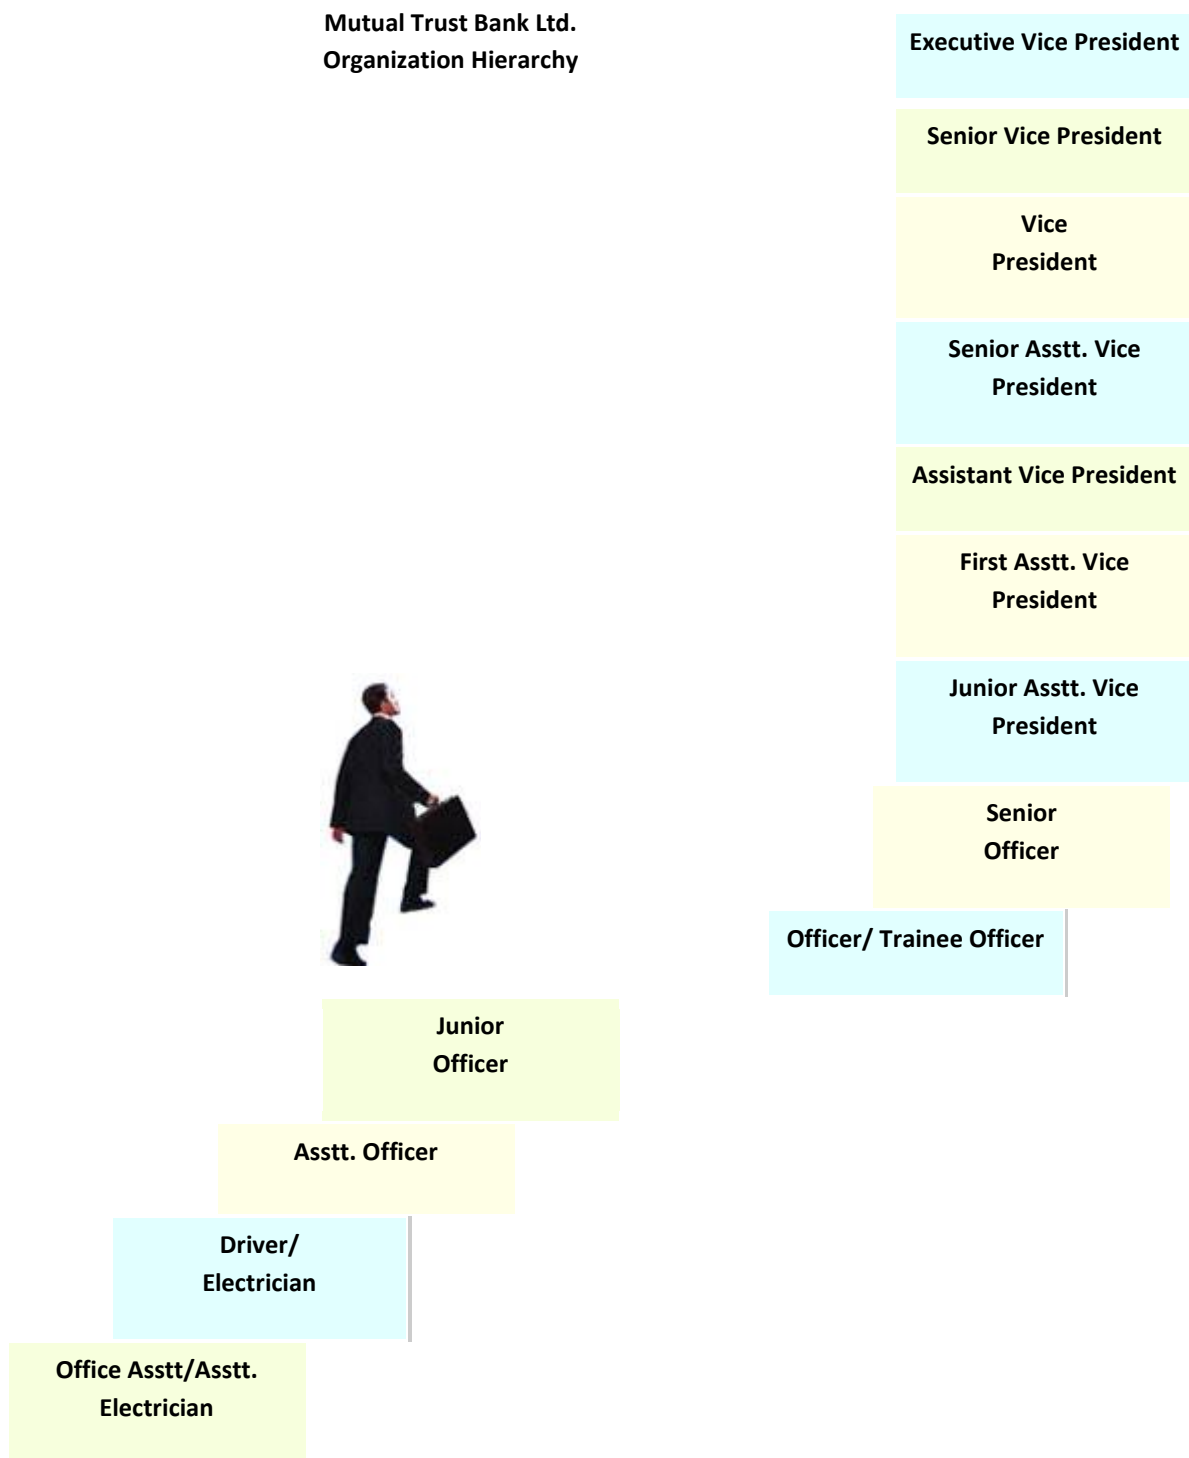 Mutual Trust Bank Ltd.
Organization Hierarchy
Executive Vice President
Senior Vice President
Vice
President
Senior Asstt. Vice
President
Assistant Vice President
First Asstt. Vice
President
Junior Asstt. Vice
President
Senior
Officer
Officer/ Trainee Officer
Junior
Officer
Asstt. Officer
Driver/
Electrician
Office Asstt/Asstt.
Electrician